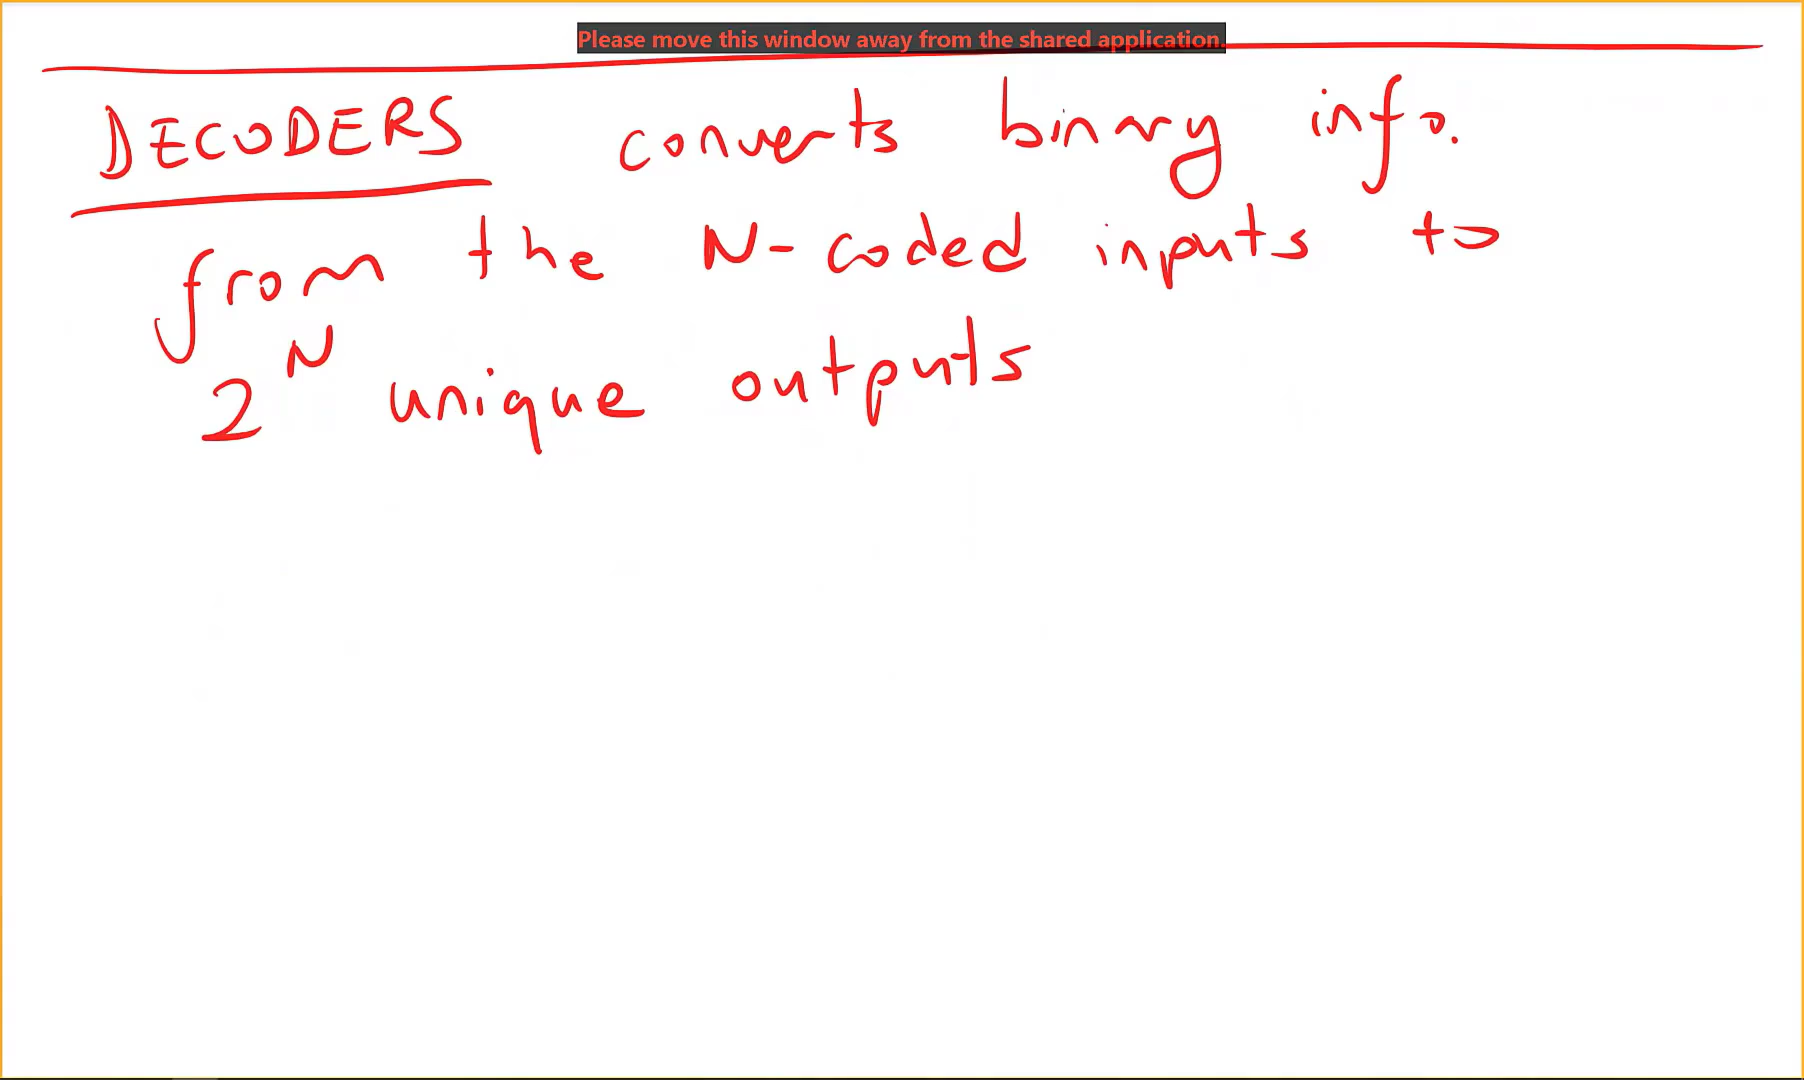 Please move this window away from the shared application.
DECODERS converts binary info.
from the N-coded inputs to
2^N unique outputs